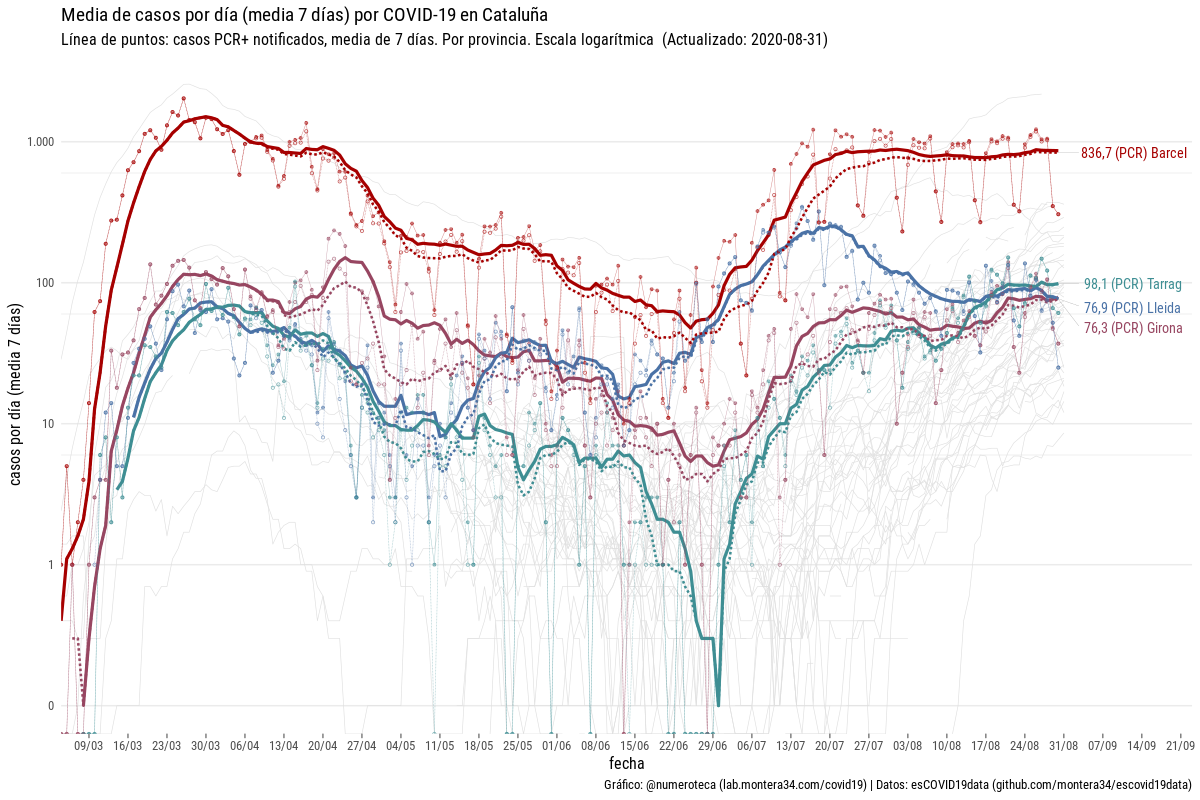 Media de casos por día (media 7 días) por COVID-19 en Cataluña
Línea de puntos: casos PCR+ notificados, media de 7 días. Por provincia. Escala logarítmica  (Actualizado: 2020-08-31)
casos por día (media 7 días)
1.000
100
10
1
0
836,7 (PCR) Barcel
98,1 (PCR) Tarrag
76,9 (PCR) Lleida
76,3 (PCR) Girona
09/03 16/03 23/03 30/03 06/04 13/04 20/04 27/04 04/05 11/05 18/05 25/05 01/06 08/06 15/06 22/06 29/06 06/07 13/07 20/07 27/07 03/08 10/08 17/08 24/08 31/08 07/09 14/09 21/09
fecha
Gráfico: @numeroteca (lab.montera34.com/covid19) | Datos: esCOVID19data (github.com/montera34/escovid19data)